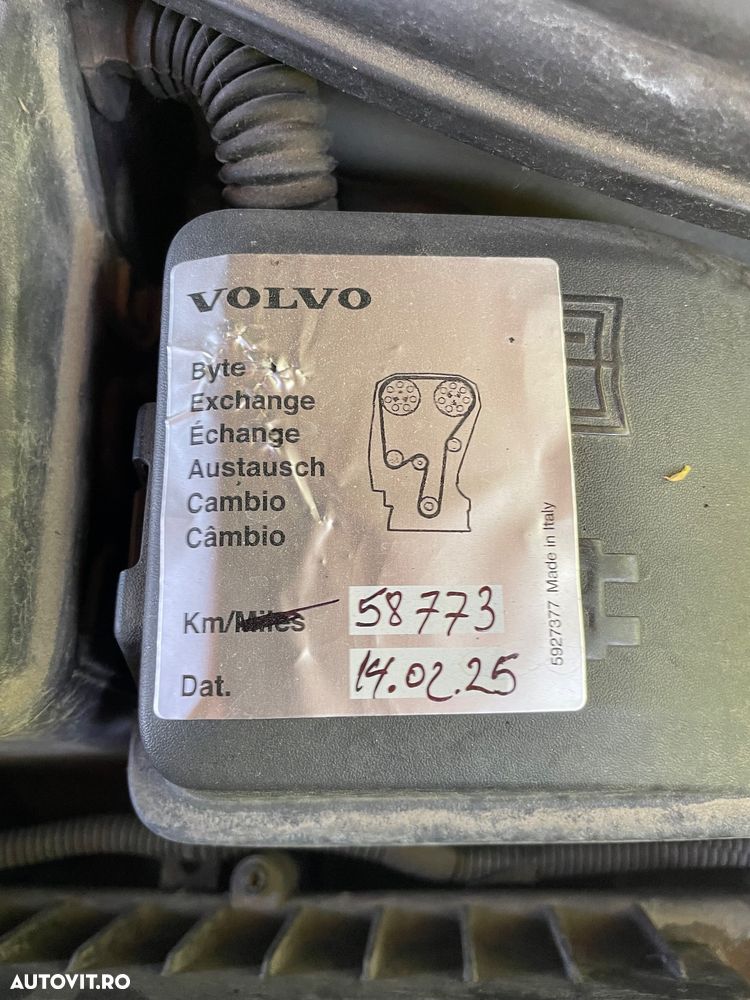 VOLVO
Byte
Exchange
Échange
Austausch
Cambio
Câmbio
Km/Miles 58773
Dat. 14.02.25
5927377 Made in Italy
AUTOVIT.RO